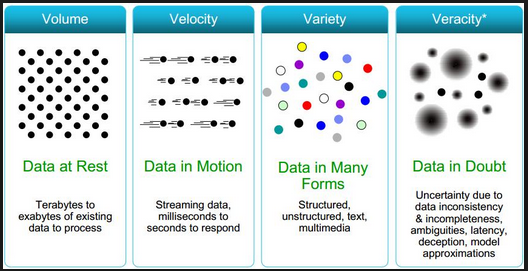 Volume
Data at Rest
Terabytes to
exabytes of existing
data to process
Velocity
Data in Motion
Streaming data,
milliseconds to
seconds to respond
Variety
Data in Many
Forms
Structured,
unstructured, text,
multimedia
Veracity*
Data in Doubt
Uncertainty due to
data inconsistency
& incompleteness,
ambiguities, latency,
deception, model
approximations